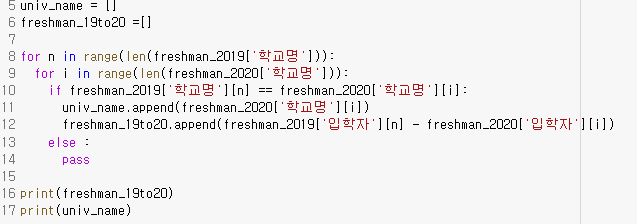 5 univ_name = []
6 freshman_19to20 =[]
7
8 for n in range(len(freshman_2019['학교명'])):
9   for i in range(len(freshman_2020['학교명'])):
10     if freshman_2019['학교명'][n] == freshman_2020['학교명'][i]:
11       univ_name.append(freshman_2020['학교명'][i])
12       freshman_19to20.append(freshman_2019['입학자'][n] - freshman_2020['입학자'][i])
13     else :
14       pass
15
16 print(freshman_19to20)
17 print(univ_name)